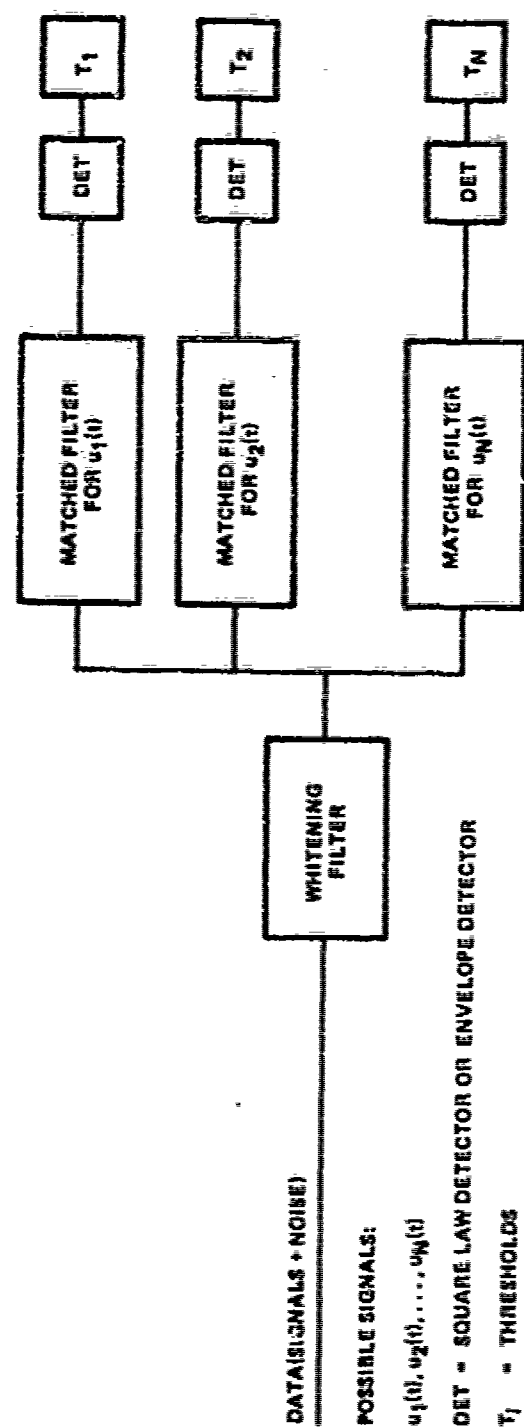 DATA(SIGNALS + NOISE)
POSSIBLE SIGNALS:
u1(t), u2(t), . . . , uN(t)
DET = SQUARE LAW DETECTOR OR ENVELOPE DETECTOR
Ti = THRESHOLDS
WHITENING
FILTER
MATCHED FILTER
FOR u1(t)
DET
T1
MATCHED FILTER
FOR u2(t)
DET
T2
MATCHED FILTER
FOR uN(t)
DET
TN